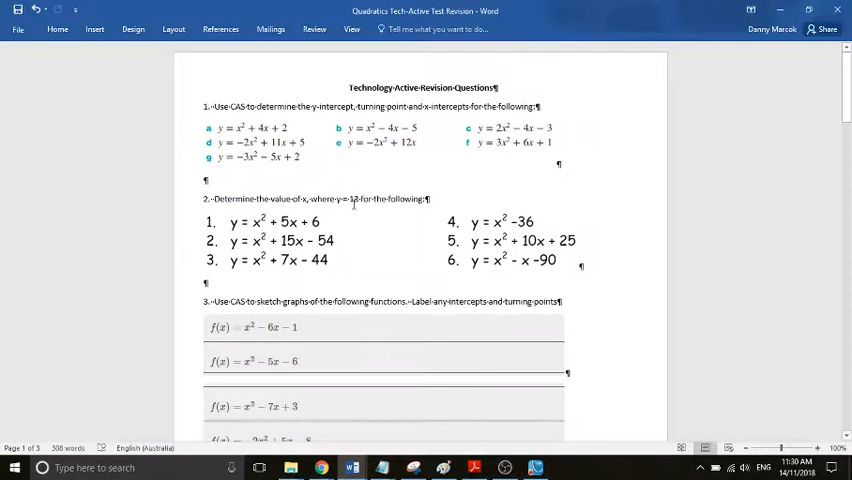 Quadratics Tech-Active Test Revision - Word
File Home Insert Design Layout References Mailings Review View Tell me what you want to do... Danny Marcok Share
Technology·Active·Revision·Questions¶
1.··Use·CAS·to·determine·the·y-intercept,·turning·point·and·x-intercepts·for·the·following:¶
a y = x² + 4x + 2 b y = x² − 4x − 5 c y = 2x² − 4x − 3
d y = −2x² + 11x + 5 e y = −2x² + 12x f y = 3x² + 6x + 1
g y = −3x² − 5x + 2 ¶
¶
2.··Determine·the·value·of·x,·where·y·=·13·for·the·following:¶
1. y = x² + 5x + 6 4. y = x² -36
2. y = x² + 15x – 54 5. y = x² + 10x + 25
3. y = x² + 7x – 44 6. y = x² - x -90 ¶
¶
3.··Use·CAS·to·sketch·graphs·of·the·following·functions.··Label·any·intercepts·and·turning·points¶
f(x) = x² − 6x − 1
f(x) = x² − 5x − 6
¶
f(x) = x² − 7x + 3
f(x) = −2x² + 5x − 8
Page 1 of 3 308 words English (Australia) 100%
Type here to search ENG 11:30 AM
14/11/2018